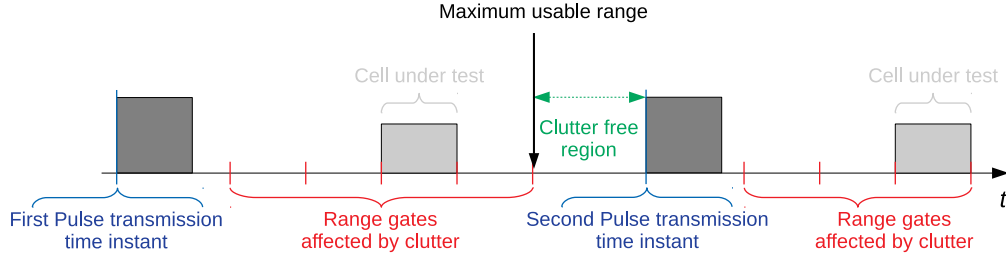 Maximum usable range
Cell under test
Cell under test
Clutter free
region
t
First Pulse transmission
time instant
Range gates
affected by clutter
Second Pulse transmission
time instant
Range gates
affected by clutter